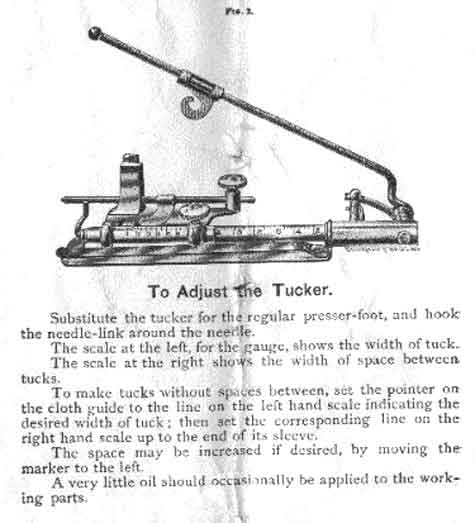 FIG. 2.
To Adjust the Tucker.
Substitute the tucker for the regular presser-foot, and hook
the needle-link around the needle.
The scale at the left, for the gauge, shows the width of tuck.
The scale at the right shows the width of space between
tucks.
To make tucks without spaces between, set the pointer on
the cloth guide to the line on the left hand scale indicating the
desired width of tuck; then set the corresponding line on the
right hand scale up to the end of its sleeve.
The space may be increased if desired, by moving the
marker to the left.
A very little oil should occasionally be applied to the work-
ing parts.